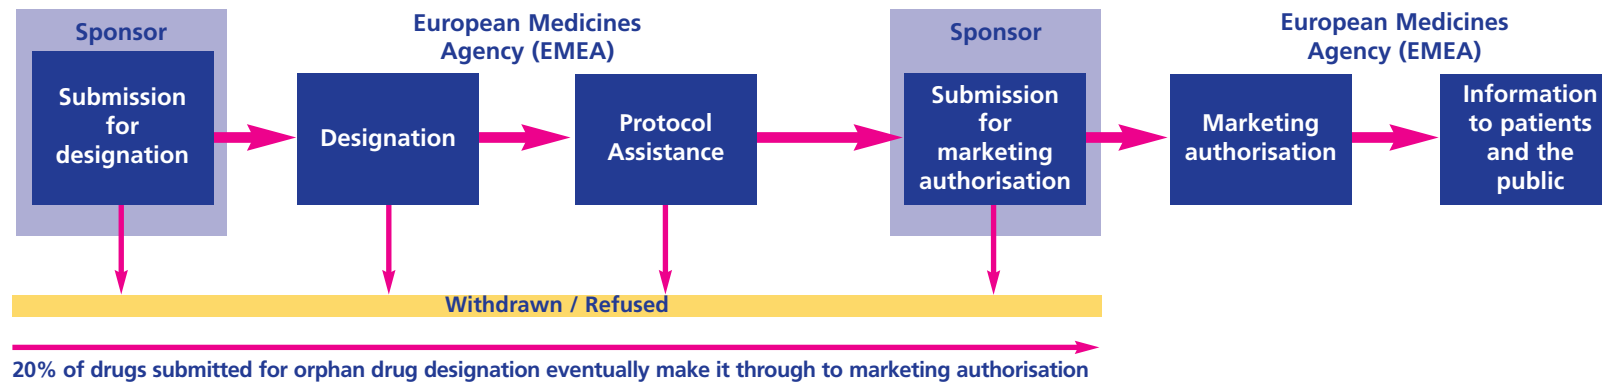 Sponsor
Submission
for
designation
European Medicines
Agency (EMEA)
Designation
Protocol
Assistance
Sponsor
Submission
for
marketing
authorisation
European Medicines
Agency (EMEA)
Marketing
authorisation
Information
to patients
and the
public
Withdrawn / Refused
20% of drugs submitted for orphan drug designation eventually make it through to marketing authorisation